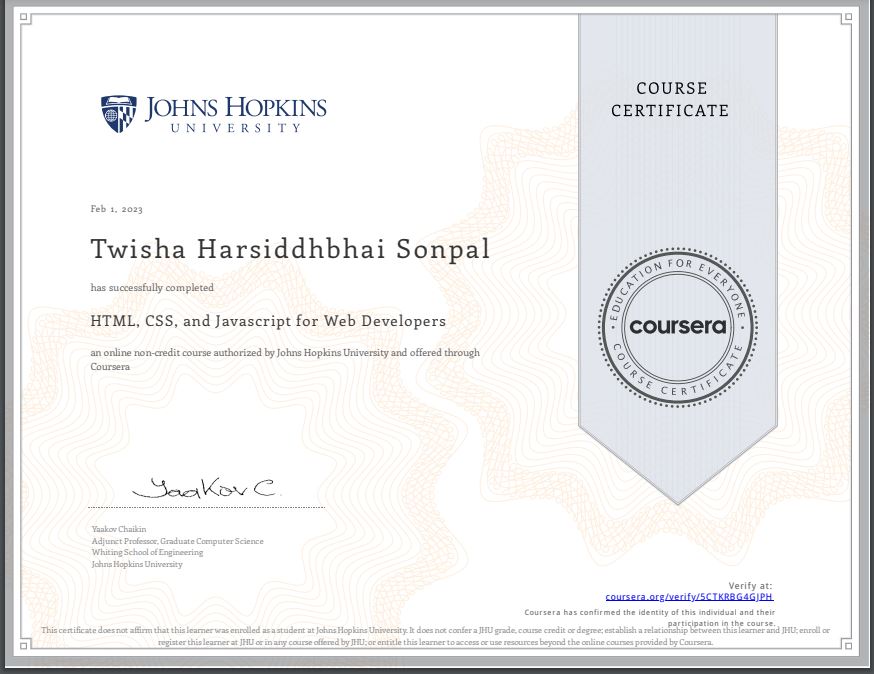 JOHNS HOPKINS
UNIVERSITY
COURSE
CERTIFICATE
Feb 1, 2023
Twisha Harsiddhbhai Sonpal
has successfully completed
HTML, CSS, and Javascript for Web Developers
an online non-credit course authorized by Johns Hopkins University and offered through
Coursera
EDUCATION FOR EVERYONE
coursera
COURSE CERTIFICATE
Yaakov C.
Yaakov Chaikin
Adjunct Professor, Graduate Computer Science
Whiting School of Engineering
Johns Hopkins University
Verify at:
coursera.org/verify/5CTKRBG4GJPH
Coursera has confirmed the identity of this individual and their
participation in the course.
This certificate does not affirm that this learner was enrolled as a student at Johns Hopkins University. It does not confer a JHU grade, course credit or degree; establish a relationship between this learner and JHU; enroll or
register this learner at JHU or in any course offered by JHU; or entitle this learner to access or use resources beyond the online courses provided by Coursera.